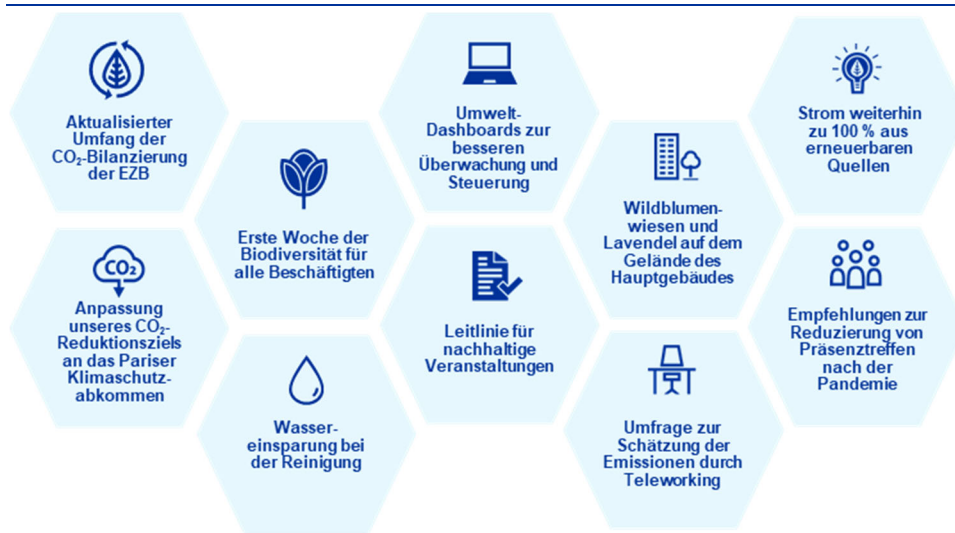 Aktualisierter
Umfang der
CO₂-Bilanzierung
der EZB
Erste Woche der
Biodiversität für
alle Beschäftigten
Umwelt-
Dashboards zur
besseren
Überwachung und
Steuerung
Wildblumen-
wiesen und
Lavendel auf dem
Gelände des
Hauptgebäudes
Strom weiterhin
zu 100 % aus
erneuerbaren
Quellen
CO₂
Anpassung
unseres CO₂-
Reduktionsziels
an das Pariser
Klimaschutz-
abkommen
Wasser-
einsparung bei
der Reinigung
Leitlinie für
nachhaltige
Veranstaltungen
Umfrage zur
Schätzung der
Emissionen durch
Teleworking
Empfehlungen zur
Reduzierung von
Präsenztreffen
nach der
Pandemie